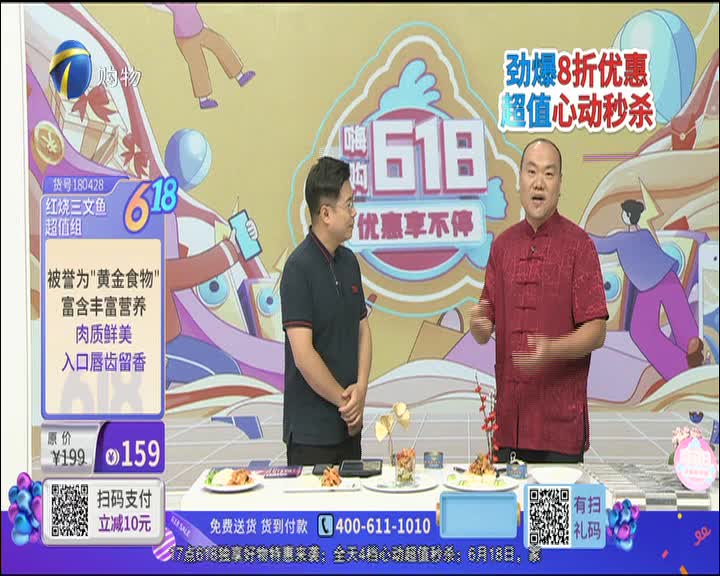 购物
劲爆8折优惠
超值心动秒杀
618
优惠享不停
货号180428
红烧三文鱼
超值组
618
被誉为"黄金食物"
富含丰富营养
肉质鲜美
入口唇齿留香
原价
¥199
¥159
扫码支付
立减10元
免费送货 货到付款 400-611-1010
有扫
礼码
17点618独享好物特惠来袭；全天4档心动超值秒杀；6月18日，家